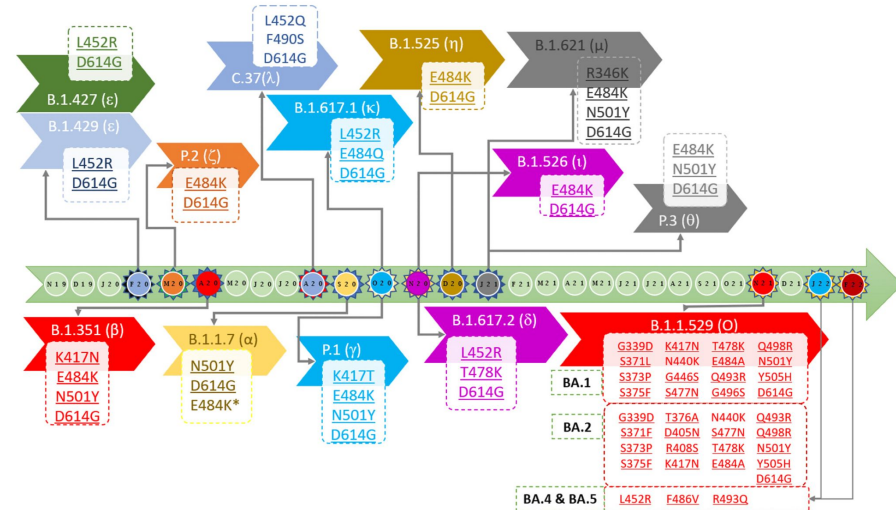 L452R
D614G
B.1.427 (ε)
B.1.429 (ε)
L452R
D614G
P.2 (ζ)
E484K
D614G
L452Q
F490S
D614G
C.37(λ)
B.1.617.1 (κ)
L452R
E484Q
D614G
B.1.525 (η)
E484K
D614G
B.1.621 (μ)
R346K
E484K
N501Y
D614G
B.1.526 (ι)
E484K
D614G
E484K
N501Y
D614G
P.3 (θ)
N19 D19 J20 F20 M20 A20 M20 J20 J20 A20 S20 O20 N20 D20 J21 F21 M21 A21 M21 J21 J21 A21 S21 O21 N21 D21 J22 F22
B.1.351 (β)
K417N
E484K
N501Y
D614G
B.1.1.7 (α)
N501Y
D614G
E484K*
P.1 (γ)
K417T
E484K
N501Y
D614G
B.1.617.2 (δ)
L452R
T478K
D614G
B.1.1.529 (O)
BA.1
G339D K417N T478K Q498R
S371L N440K E484A N501Y
S373P G446S Q493R Y505H
S375F S477N G496S D614G
BA.2
G339D T376A N440K Q493R
S371F D405N S477N Q498R
S373P R408S T478K N501Y
S375F K417N E484A Y505H
D614G
BA.4 & BA.5
L452R F486V R493Q